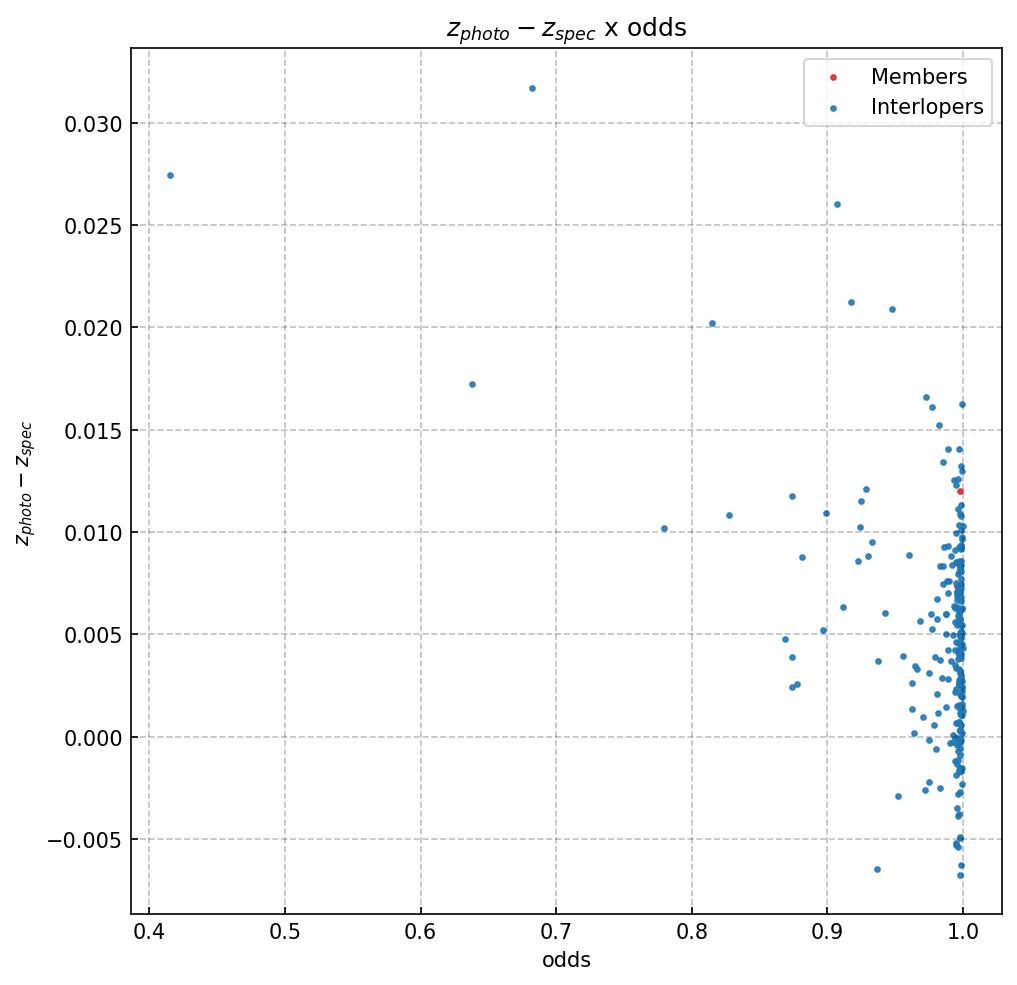 z_photo − z_spec x odds
Members
Interlopers
0.030
0.025
0.020
0.015
0.010
0.005
0.000
−0.005
z_photo − z_spec
0.4 0.5 0.6 0.7 0.8 0.9 1.0
odds